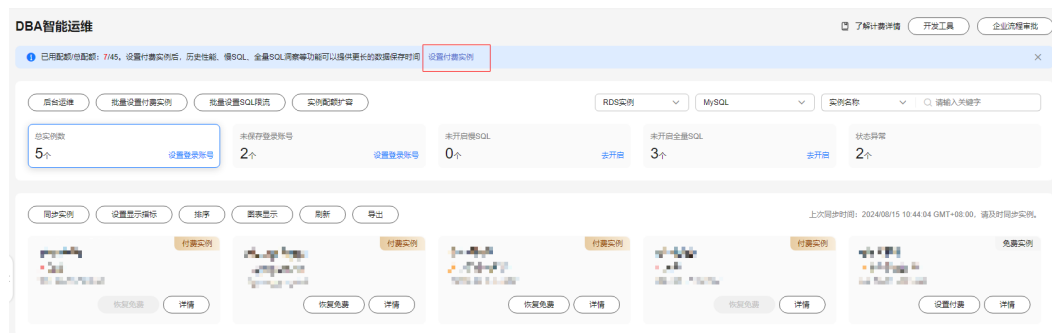 DBA智能运维
了解计费详情 开发工具 企业流程审批
已用配额/总配额：7/45，设置付费实例后，历史性能、慢SQL、全量SQL洞察等功能可以提供更长的数据保存时间 设置付费实例
后台运维 批量设置付费实例 批量设置SQL限流 实例配额扩容 RDS实例 MySQL 实例名称 请输入关键字
总实例数 未保存登录账号 未开启慢SQL 未开启全量SQL 状态异常
5个 设置登录账号 2个 设置登录账号 0个 去开启 3个 去开启 2个
同步实例 设置显示指标 排序 图表显示 刷新 导出 上次同步时间：2024/08/15 10:44:04 GMT+08:00，请及时同步实例。
付费实例 付费实例 付费实例 付费实例 免费实例
恢复免费 详情 恢复免费 详情 恢复免费 详情 恢复免费 详情 设置付费 详情